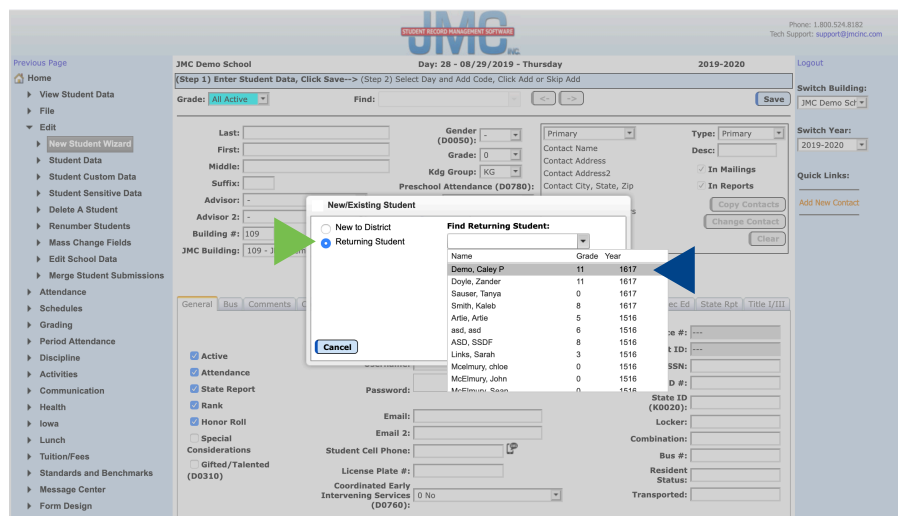 STUDENT RECORD MANAGEMENT SOFTWARE
JMC INC.
Phone: 1.800.524.8182
Tech Support: support@jmcinc.com
Previous Page
Home
View Student Data
File
Edit
New Student Wizard
Student Data
Student Custom Data
Student Sensitive Data
Delete A Student
Renumber Students
Mass Change Fields
Edit School Data
Merge Student Submissions
Attendance
Schedules
Grading
Period Attendance
Discipline
Activities
Communication
Health
Iowa
Lunch
Tuition/Fees
Standards and Benchmarks
Message Center
Form Design
JMC Demo School Day: 28 - 08/29/2019 - Thursday 2019-2020
(Step 1) Enter Student Data, Click Save--> (Step 2) Select Day and Add Code, Click Add or Skip Add
Grade: All Active Find: <- -> Save
Last:
First:
Middle:
Suffix:
Advisor: -
Advisor 2: -
Building #: 109
JMC Building: 109 -
Gender
(D0050): -
Grade: 0
Kdg Group: KG
Preschool Attendance (D0780):
Primary
Contact Name
Contact Address
Contact Address2
Contact City, State, Zip
Type: Primary
Desc:
In Mailings
In Reports
Copy Contacts
Change Contact
Clear
New/Existing Student
New to District
Returning Student
Find Returning Student:
Name Grade Year
Demo, Caley P 11 1617
Doyle, Zander 11 1617
Sauser, Tanya 0 1617
Smith, Kaleb 8 1617
Artie, Artie 5 1516
asd, asd 6 1516
ASD, SSDF 8 1516
Links, Sarah 3 1516
Mcelmury, chloe 0 1516
McElmury, John 0 1516
McElmury, Sean 0 1516
Cancel
General Bus Comments
Ed State Rpt Title I/III
#: ---
ID: ---
SSN:
#:
State ID
(K0020):
Locker:
Combination:
Bus #:
Resident
Status:
Transported:
Active
Attendance
State Report
Rank
Honor Roll
Special
Considerations
Gifted/Talented
(D0310)
Username:
Password:
Email:
Email 2:
Student Cell Phone:
License Plate #:
Coordinated Early
Intervening Services
(D0760): 0 No
Logout
Switch Building:
JMC Demo Sch
Switch Year:
2019-2020
Quick Links:
Add New Contact